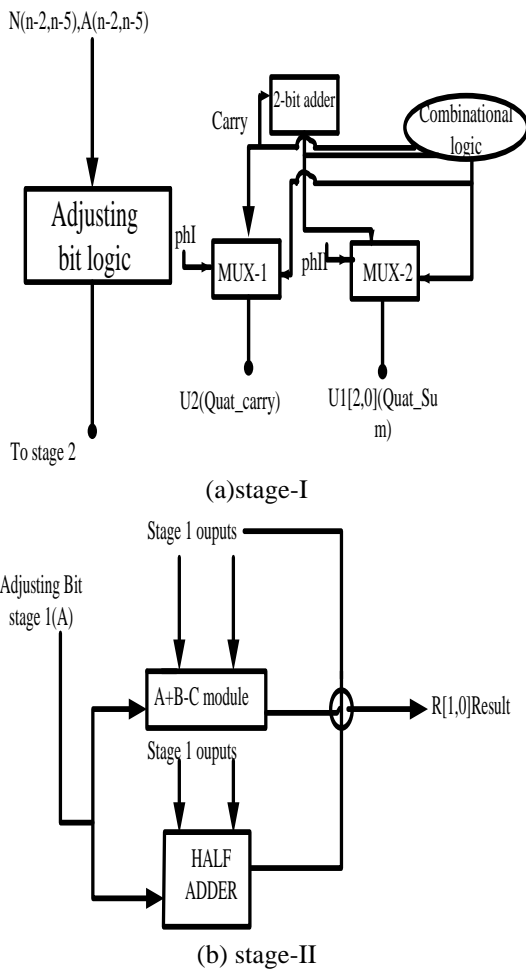 N(n-2,n-5),A(n-2,n-5)
2-bit adder
Combinational
logic
Carry
Adjusting
bit logic
phI
MUX-1
phII
MUX-2
U2(Quat_carry)
U1[2,0](Quat_Su
m)
To stage 2
(a)stage-I
Stage 1 ouputs
Adjusting Bit
stage 1(A)
A+B-C module
R[1,0]Result
Stage 1 ouputs
HALF
ADDER
(b) stage-II